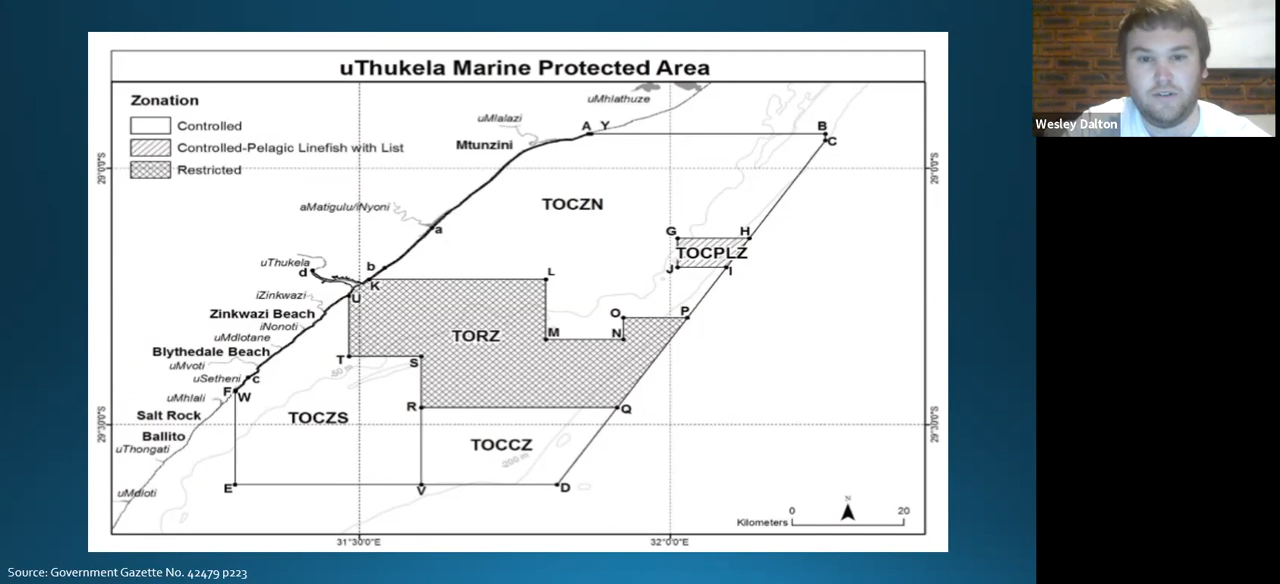 uThukela Marine Protected Area
Zonation
Controlled
Controlled-Pelagic Linefish with List
Restricted
uMhlathuze
uMlalazi
A Y
B
C
Mtunzini
29°0'0"S
29°0'0"S
TOCZN
aMatigulu/iNyoni
a
G
H
TOCPLZ
J
I
uThukela
d
b
K
L
U
iZinkwazi
Zinkwazi Beach
iNonoti
uMdlotane
O
P
M
N
TORZ
Blythedale Beach
T
S
uMvoti
uSetheni
c
F
W
uMhlali
50 m
R
Q
Salt Rock
TOCZS
29°30'0"S
29°30'0"S
Ballito
uThongati
TOCCZ
-200 m
E
V
D
uMdloti
N
0
20
Kilometers
31°30'0"E
32°0'0"E
Source: Government Gazette No. 42479 p223
Wesley Dalton